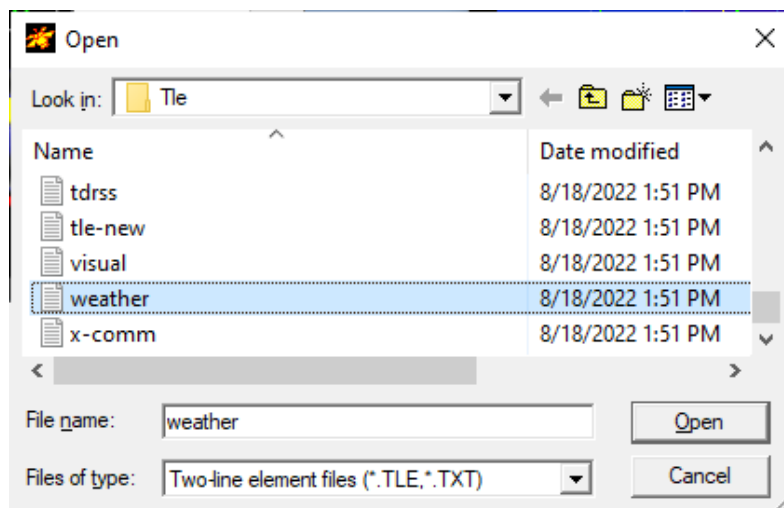 Open
Look in: Tle
Name Date modified
tdrss 8/18/2022 1:51 PM
tle-new 8/18/2022 1:51 PM
visual 8/18/2022 1:51 PM
weather 8/18/2022 1:51 PM
x-comm 8/18/2022 1:51 PM
File name: weather Open
Files of type: Two-line element files (*.TLE,*.TXT) Cancel